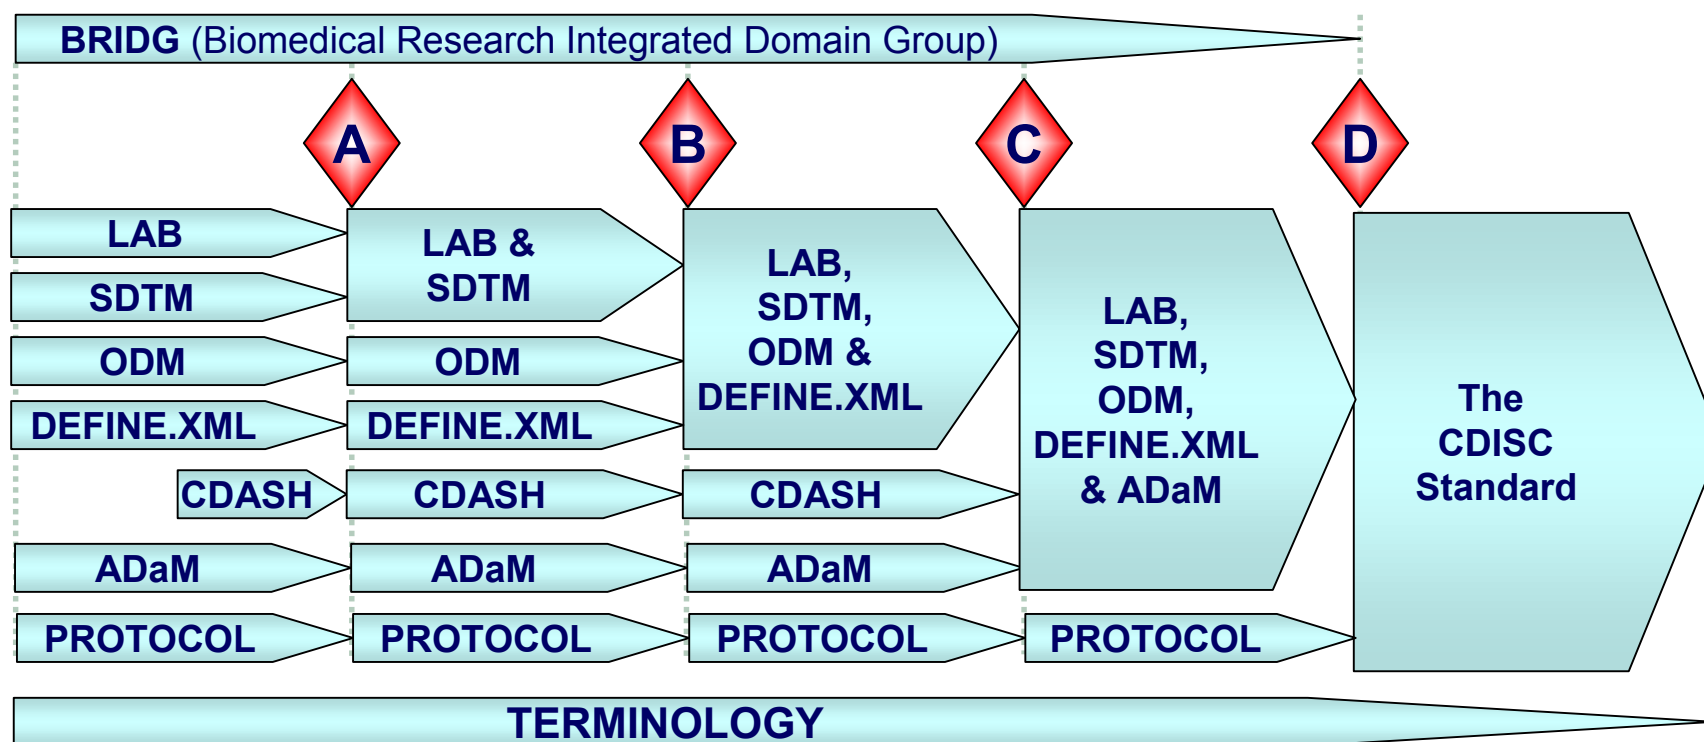 BRIDG (Biomedical Research Integrated Domain Group)
A
B
C
D
LAB
SDTM
ODM
DEFINE.XML
CDASH
ADaM
PROTOCOL
LAB &
SDTM
ODM
DEFINE.XML
CDASH
ADaM
PROTOCOL
LAB,
SDTM,
ODM &
DEFINE.XML
CDASH
ADaM
PROTOCOL
LAB,
SDTM,
ODM,
DEFINE.XML
& ADaM
PROTOCOL
The
CDISC
Standard
TERMINOLOGY